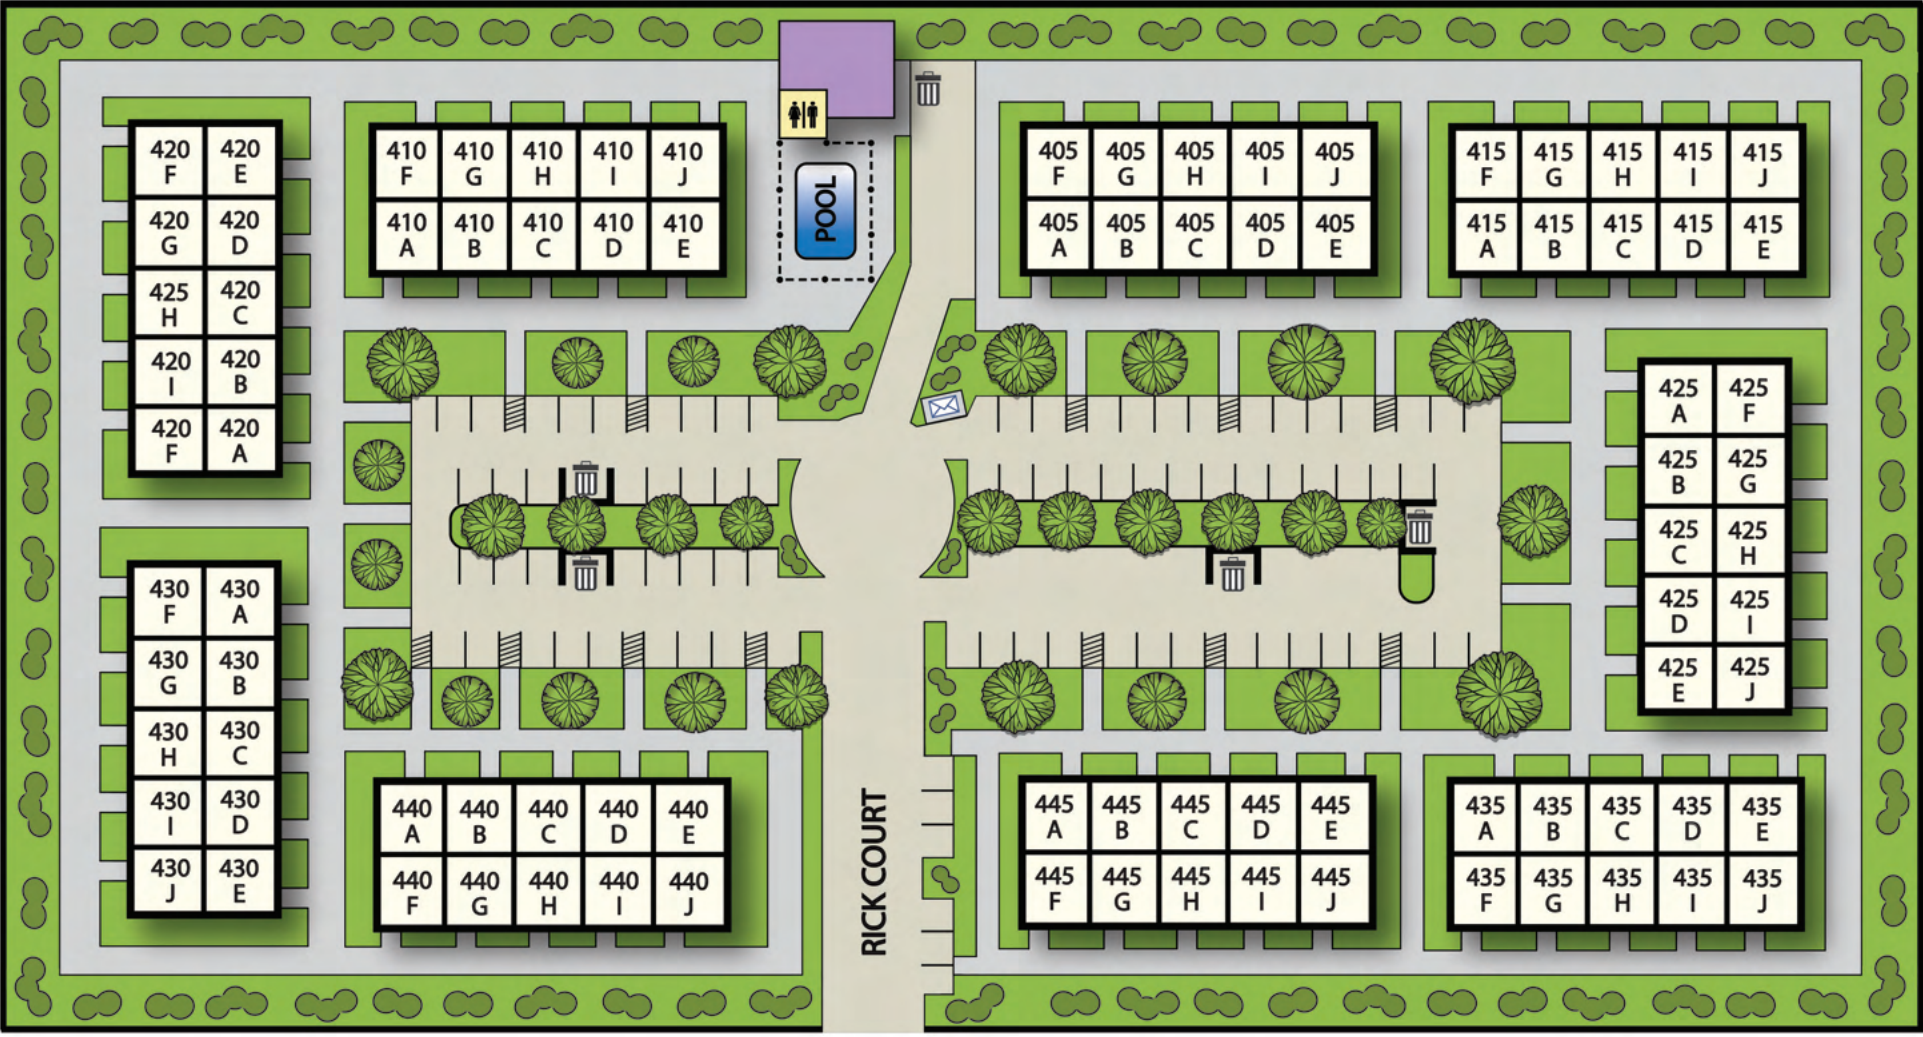 420 F
420 E
420 G
420 D
425 H
420 C
420 I
420 B
420 F
420 A
410 F
410 G
410 H
410 I
410 J
410 A
410 B
410 C
410 D
410 E
POOL
405 F
405 G
405 H
405 I
405 J
405 A
405 B
405 C
405 D
405 E
415 F
415 G
415 H
415 I
415 J
415 A
415 B
415 C
415 D
415 E
425 A
425 F
425 B
425 G
425 C
425 H
425 D
425 I
425 E
425 J
430 F
430 A
430 G
430 B
430 H
430 C
430 I
430 D
430 J
430 E
440 A
440 B
440 C
440 D
440 E
440 F
440 G
440 H
440 I
440 J
RICK COURT
445 A
445 B
445 C
445 D
445 E
445 F
445 G
445 H
445 I
445 J
435 A
435 B
435 C
435 D
435 E
435 F
435 G
435 H
435 I
435 J